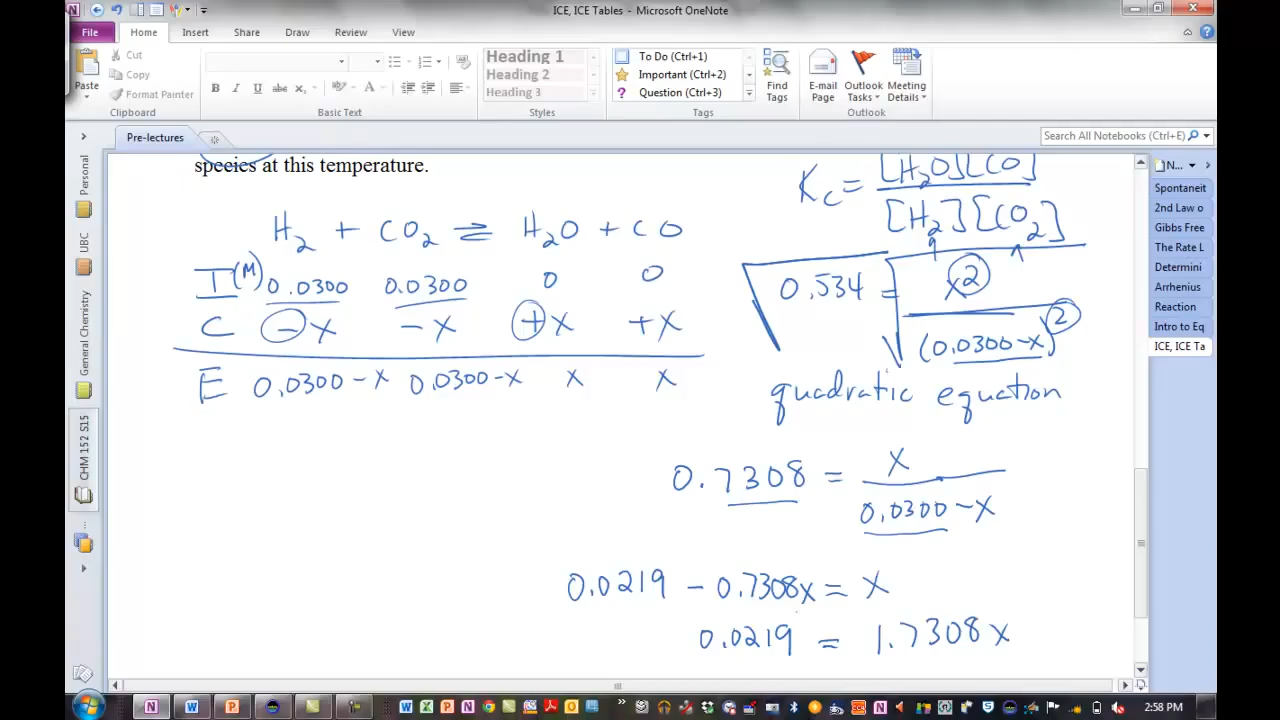 ICE, ICE Tables - Microsoft OneNote
File Home Insert Share Draw Review View
Cut
Copy
Format Painter
Paste
Clipboard
B I U abc X₂ A
Basic Text
Heading 1
Heading 2
Heading 3
Styles
To Do (Ctrl+1)
Important (Ctrl+2)
? Question (Ctrl+3)
Find Tags
Tags
E-mail Page
Outlook Tasks
Meeting Details
Outlook
Pre-lectures
Search All Notebooks (Ctrl+E)
Personal
UBC
General Chemistry
CHM 152 S15
N...
Spontaneit
2nd Law o
Gibbs Free
The Rate L
Determini
Arrhenius
Reaction
Intro to Eq
ICE, ICE Ta
species at this temperature.
Kc = [H₂O][CO] / [H₂][CO₂]
H₂ + CO₂ ⇌ H₂O + CO
I (M) 0.0300 0.0300 0 0
C -x -x +x +x
E 0.0300-x 0.0300-x x x
√0.534 = √x² / (0.0300-x)²
quadratic equation
0.7308 = x / 0.0300-x
0.0219 - 0.7308x = x
0.0219 = 1.7308x
2:58 PM